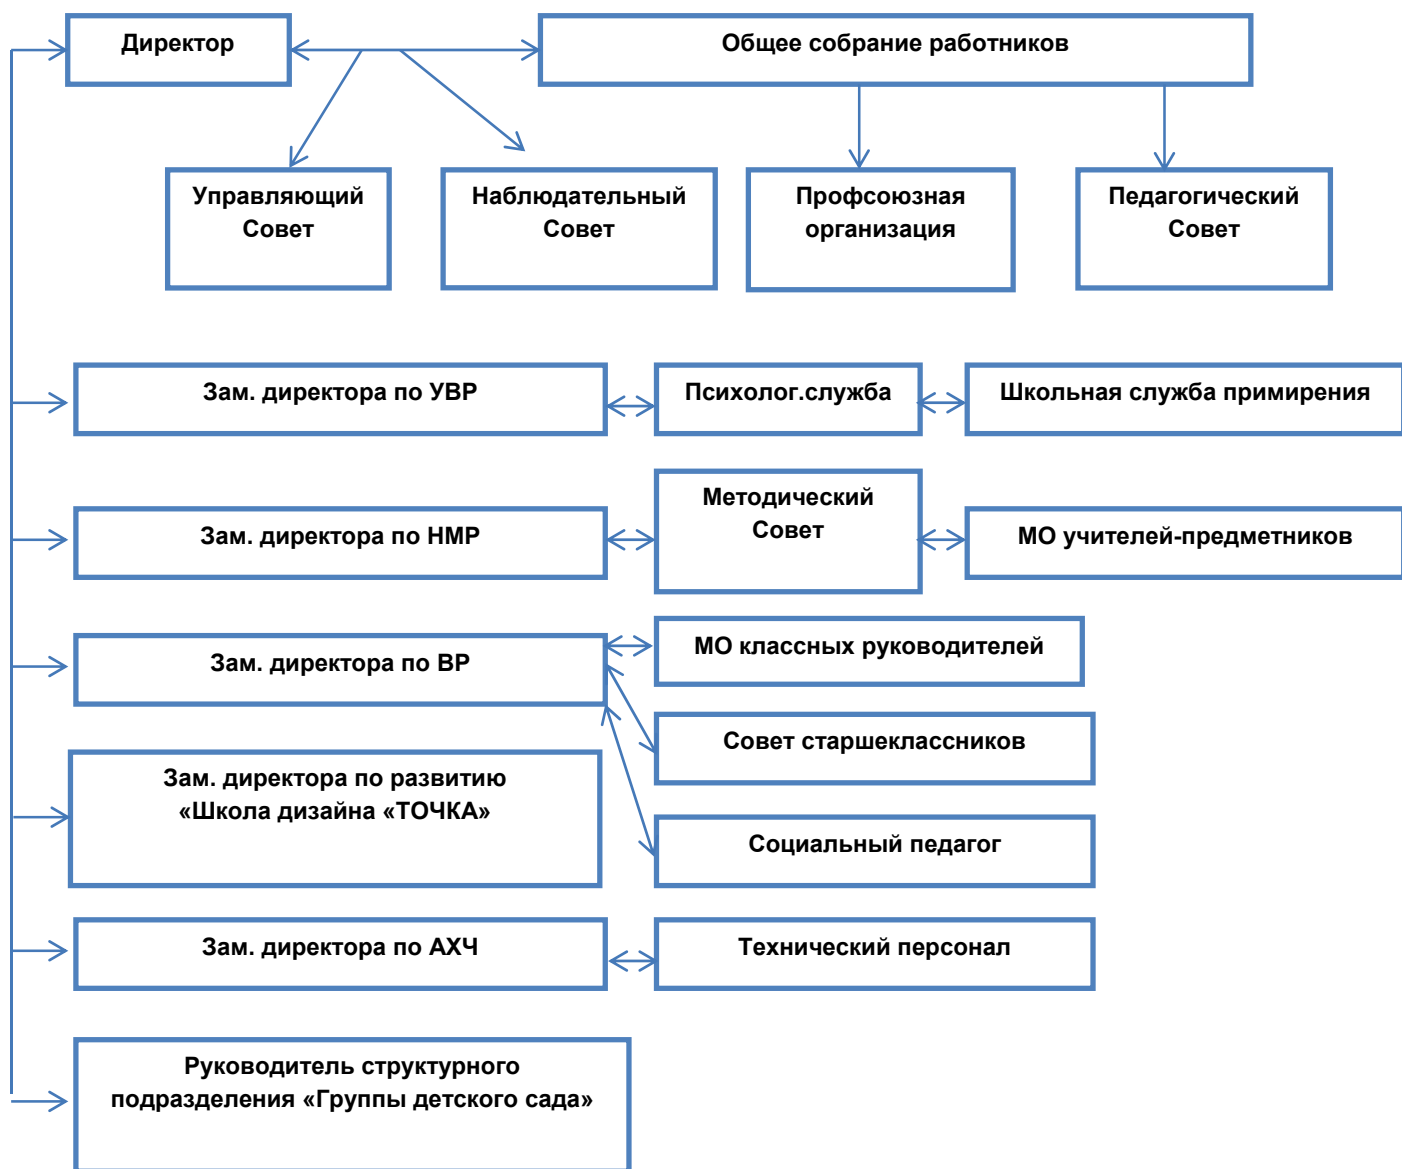 Директор
Общее собрание работников
Управляющий
Совет
Наблюдательный
Совет
Профсоюзная
организация
Педагогический
Совет
Зам. директора по УВР
Психолог.служба
Школьная служба примирения
Зам. директора по НМР
Методический
Совет
МО учителей-предметников
Зам. директора по ВР
МО классных руководителей
Совет старшеклассников
Зам. директора по развитию
«Школа дизайна «ТОЧКА»
Социальный педагог
Зам. директора по АХЧ
Технический персонал
Руководитель структурного
подразделения «Группы детского сада»